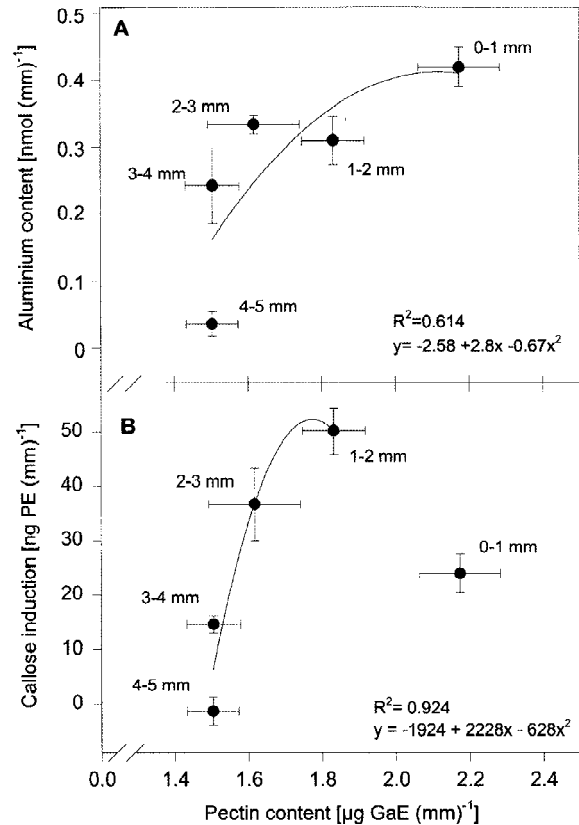 A
Aluminium content [nmol (mm)⁻¹]
0.4
0.3
0.2
0.1
0
0-1 mm
2-3 mm
1-2 mm
3-4 mm
4-5 mm
R²=0.614
y= -2.58 +2.8x -0.67x²
B
Callose induction [ng PE (mm)⁻¹]
50
40
30
20
10
0
1-2 mm
2-3 mm
0-1 mm
3-4 mm
4-5 mm
R²= 0.924
y = -1924 + 2228x - 628x²
0.0 1.4 1.6 1.8 2.0 2.2 2.4
Pectin content [µg GaE (mm)⁻¹]